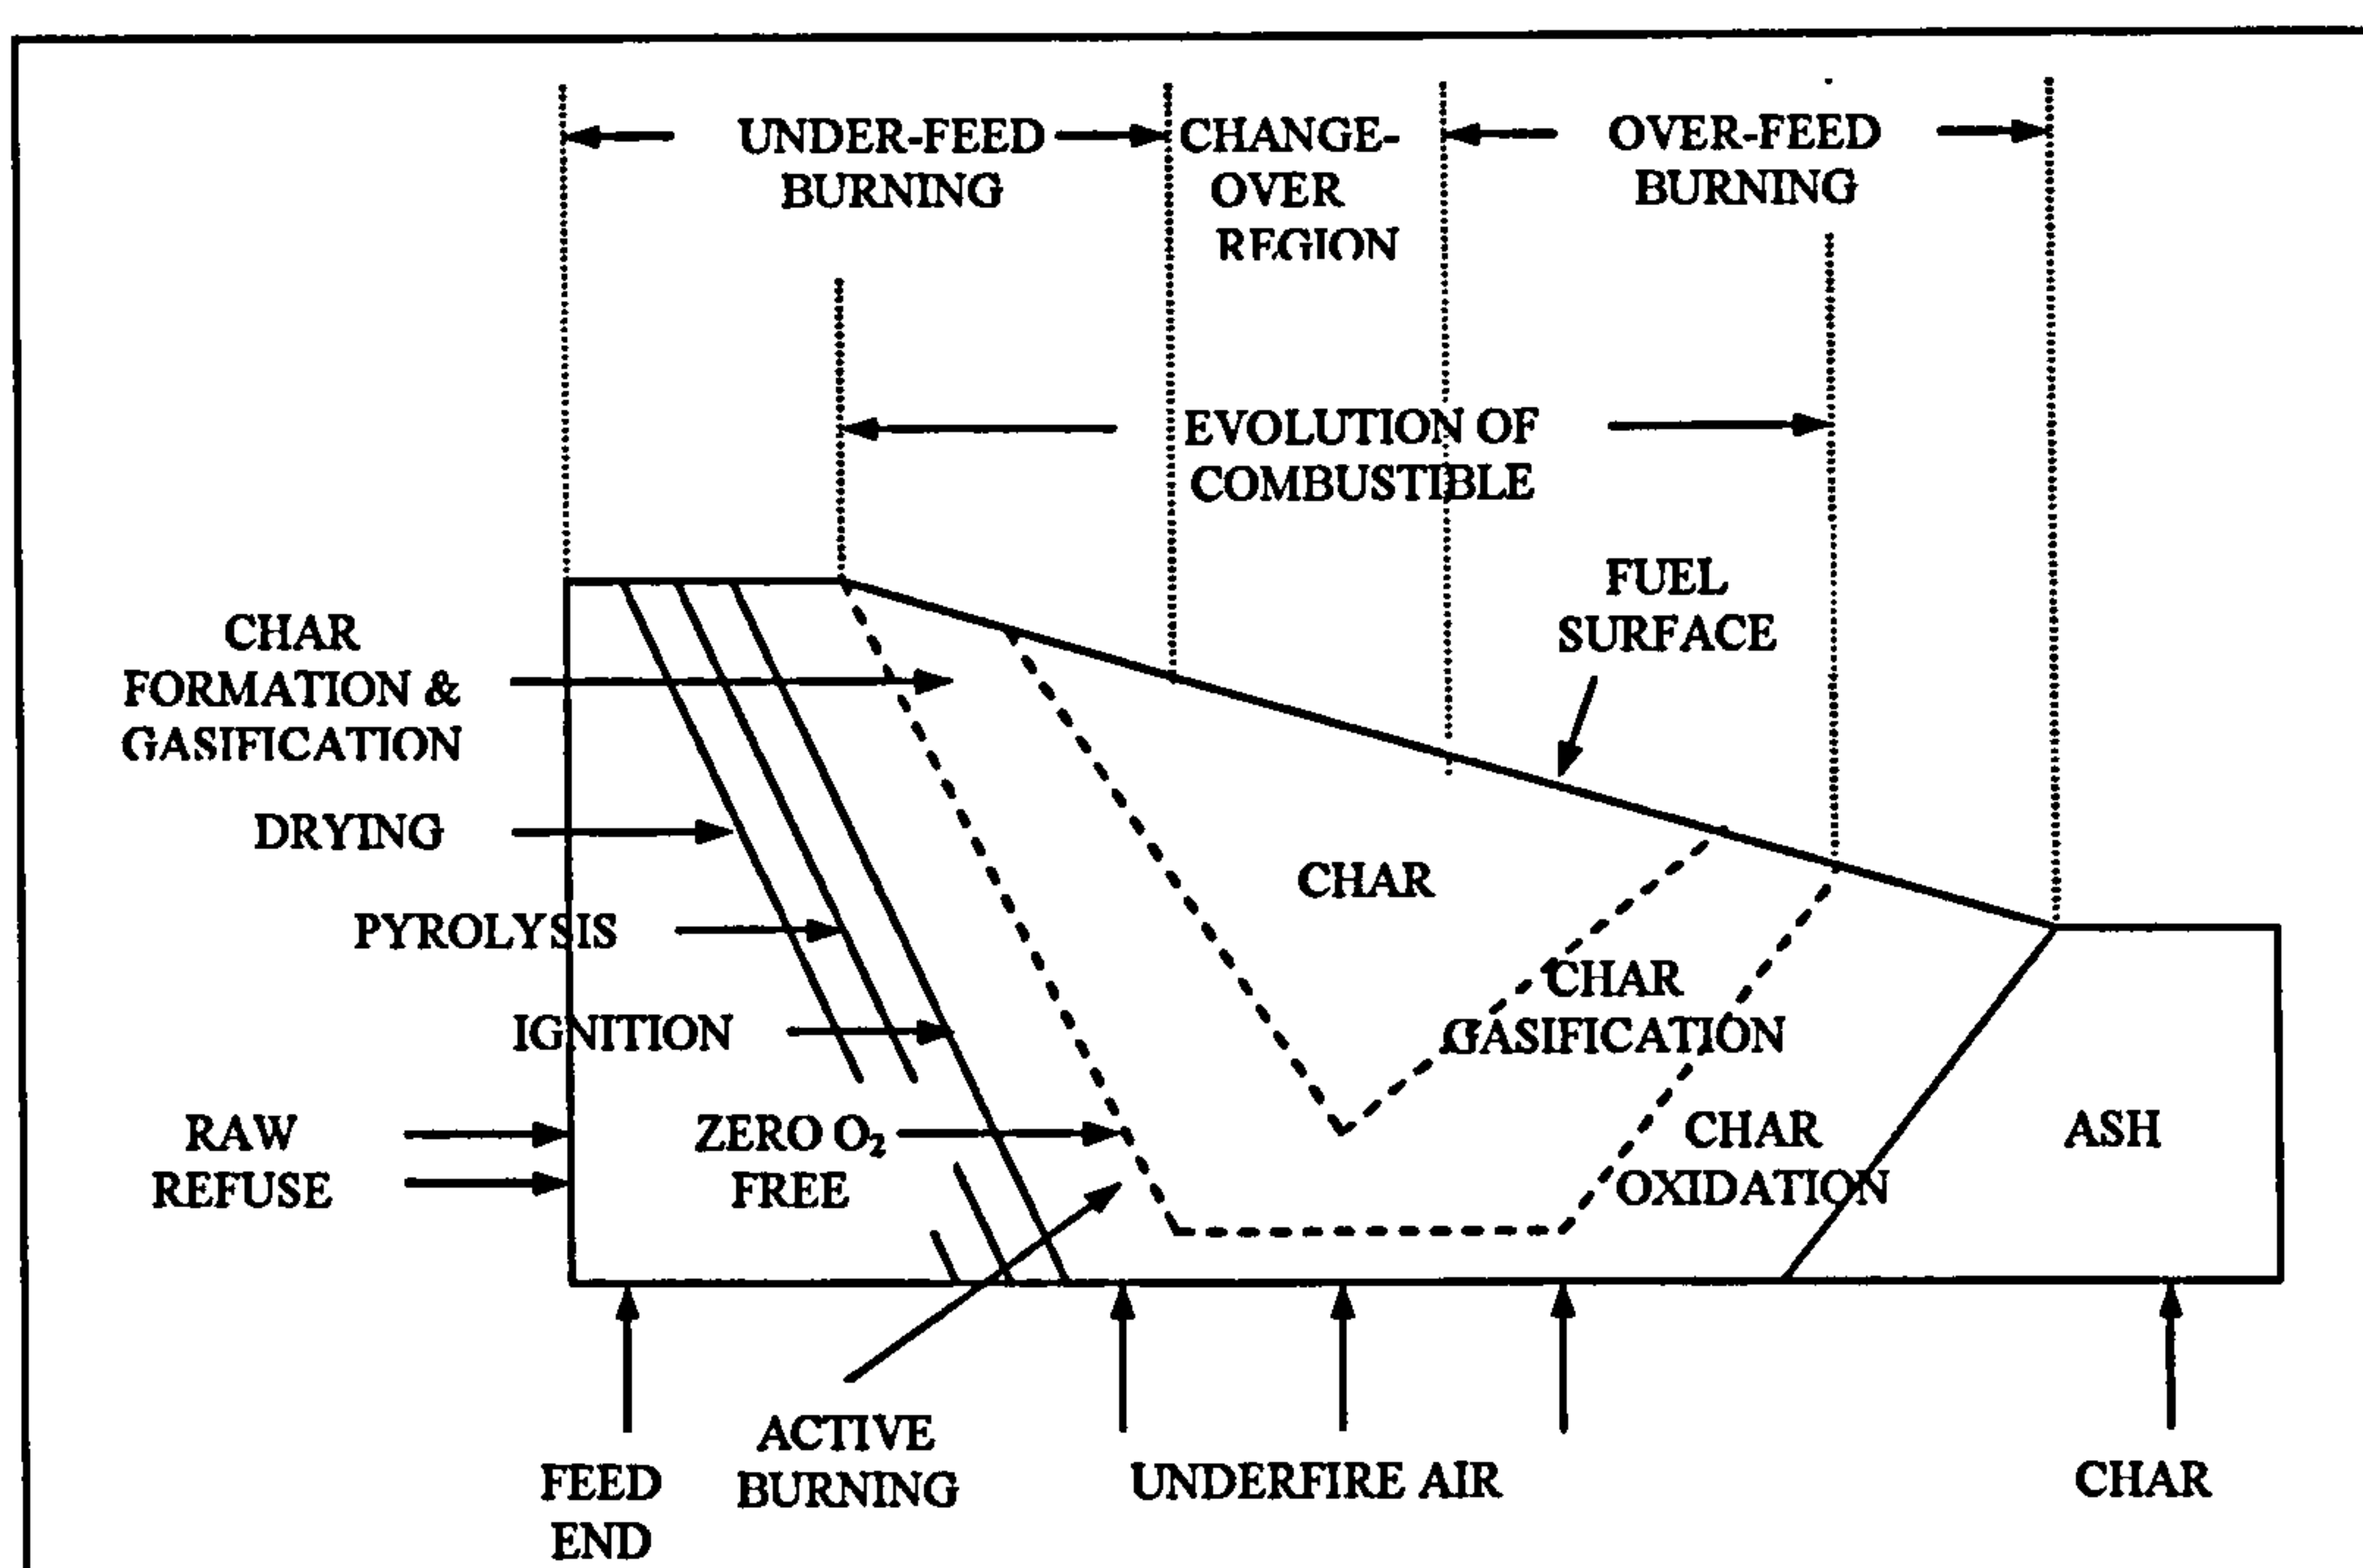 UNDER-FEED
BURNING
CHANGE-
OVER
REGION
OVER-FEED
BURNING
EVOLUTION OF
COMBUSTIBLE
FUEL
SURFACE
CHAR
FORMATION &
GASIFICATION
DRYING
PYROLYSIS
IGNITION
RAW
REFUSE
ZERO O₂
FREE
CHAR
CHAR
GASIFICATION
CHAR
OXIDATION
ASH
FEED
END
ACTIVE
BURNING
UNDERFIRE AIR
CHAR